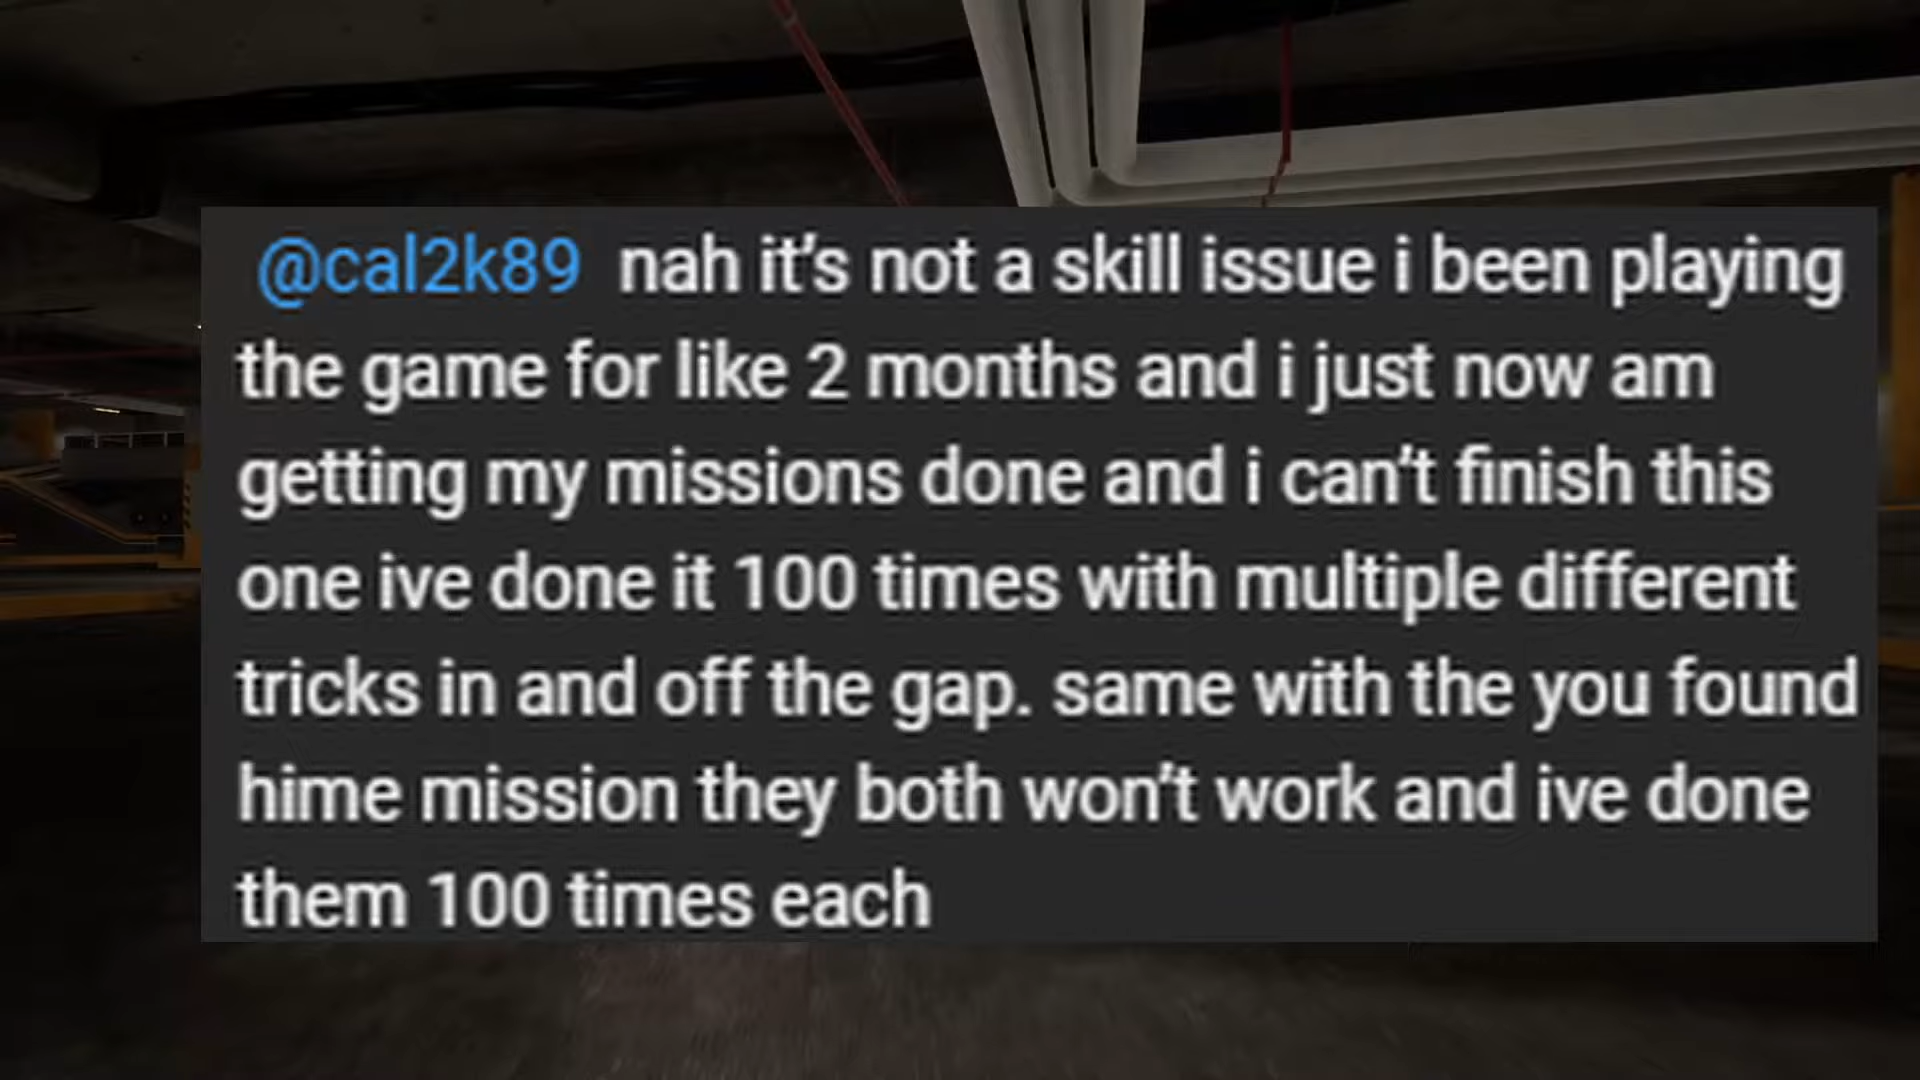 @cal2k89 nah it's not a skill issue i been playing
the game for like 2 months and i just now am
getting my missions done and i can't finish this
one ive done it 100 times with multiple different
tricks in and off the gap. same with the you found
hime mission they both won't work and ive done
them 100 times each